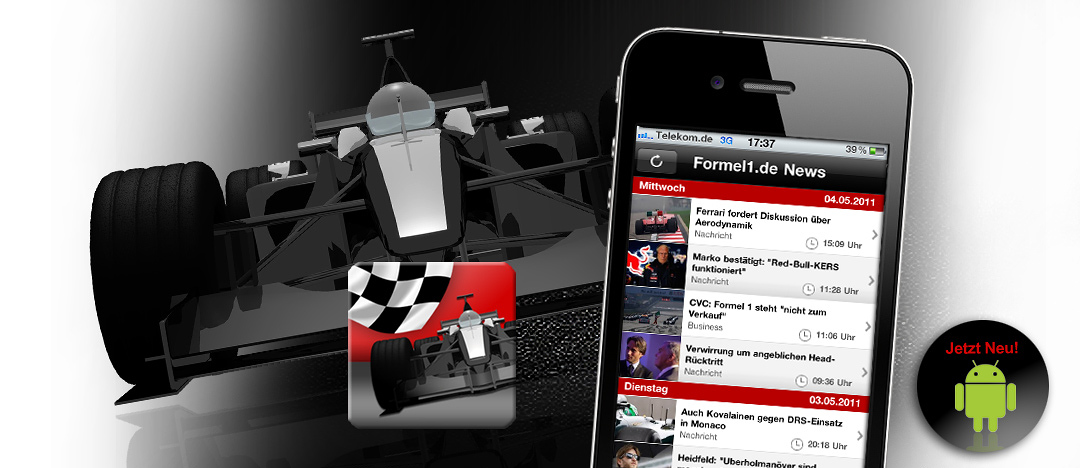 Telekom.de 3G 17:37 39 %
Formel1.de News
Mittwoch 04.05.2011
Ferrari fordert Diskussion über
Aerodynamik
Nachricht 15:09 Uhr
Marko bestätigt: "Red-Bull-KERS
funktioniert"
Nachricht 11:28 Uhr
CVC: Formel 1 steht "nicht zum
Verkauf"
Business 11:06 Uhr
Verwirrung um angeblichen Head-
Rücktritt
Nachricht 09:36 Uhr
Dienstag 03.05.2011
Auch Kovalainen gegen DRS-Einsatz
in Monaco
Nachricht 20:18 Uhr
Heidfeld: "Überholmanöver sind
Jetzt Neu!